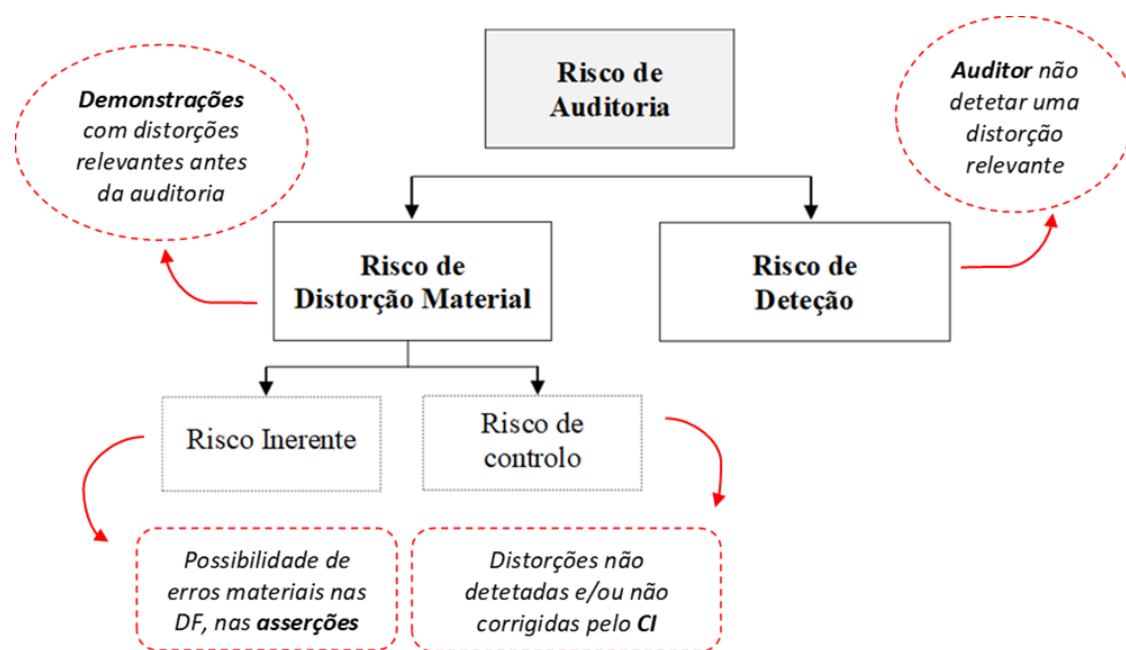 Risco de
Auditoria
Demonstrações
com distorções
relevantes antes
da auditoria
Auditor não
detetar uma
distorção
relevante
Risco de
Distorção Material
Risco de
Deteção
Risco Inerente
Risco de
controlo
Possibilidade de
erros materiais nas
DF, nas asserções
Distorções não
detetadas e/ou não
corrigidas pelo CI